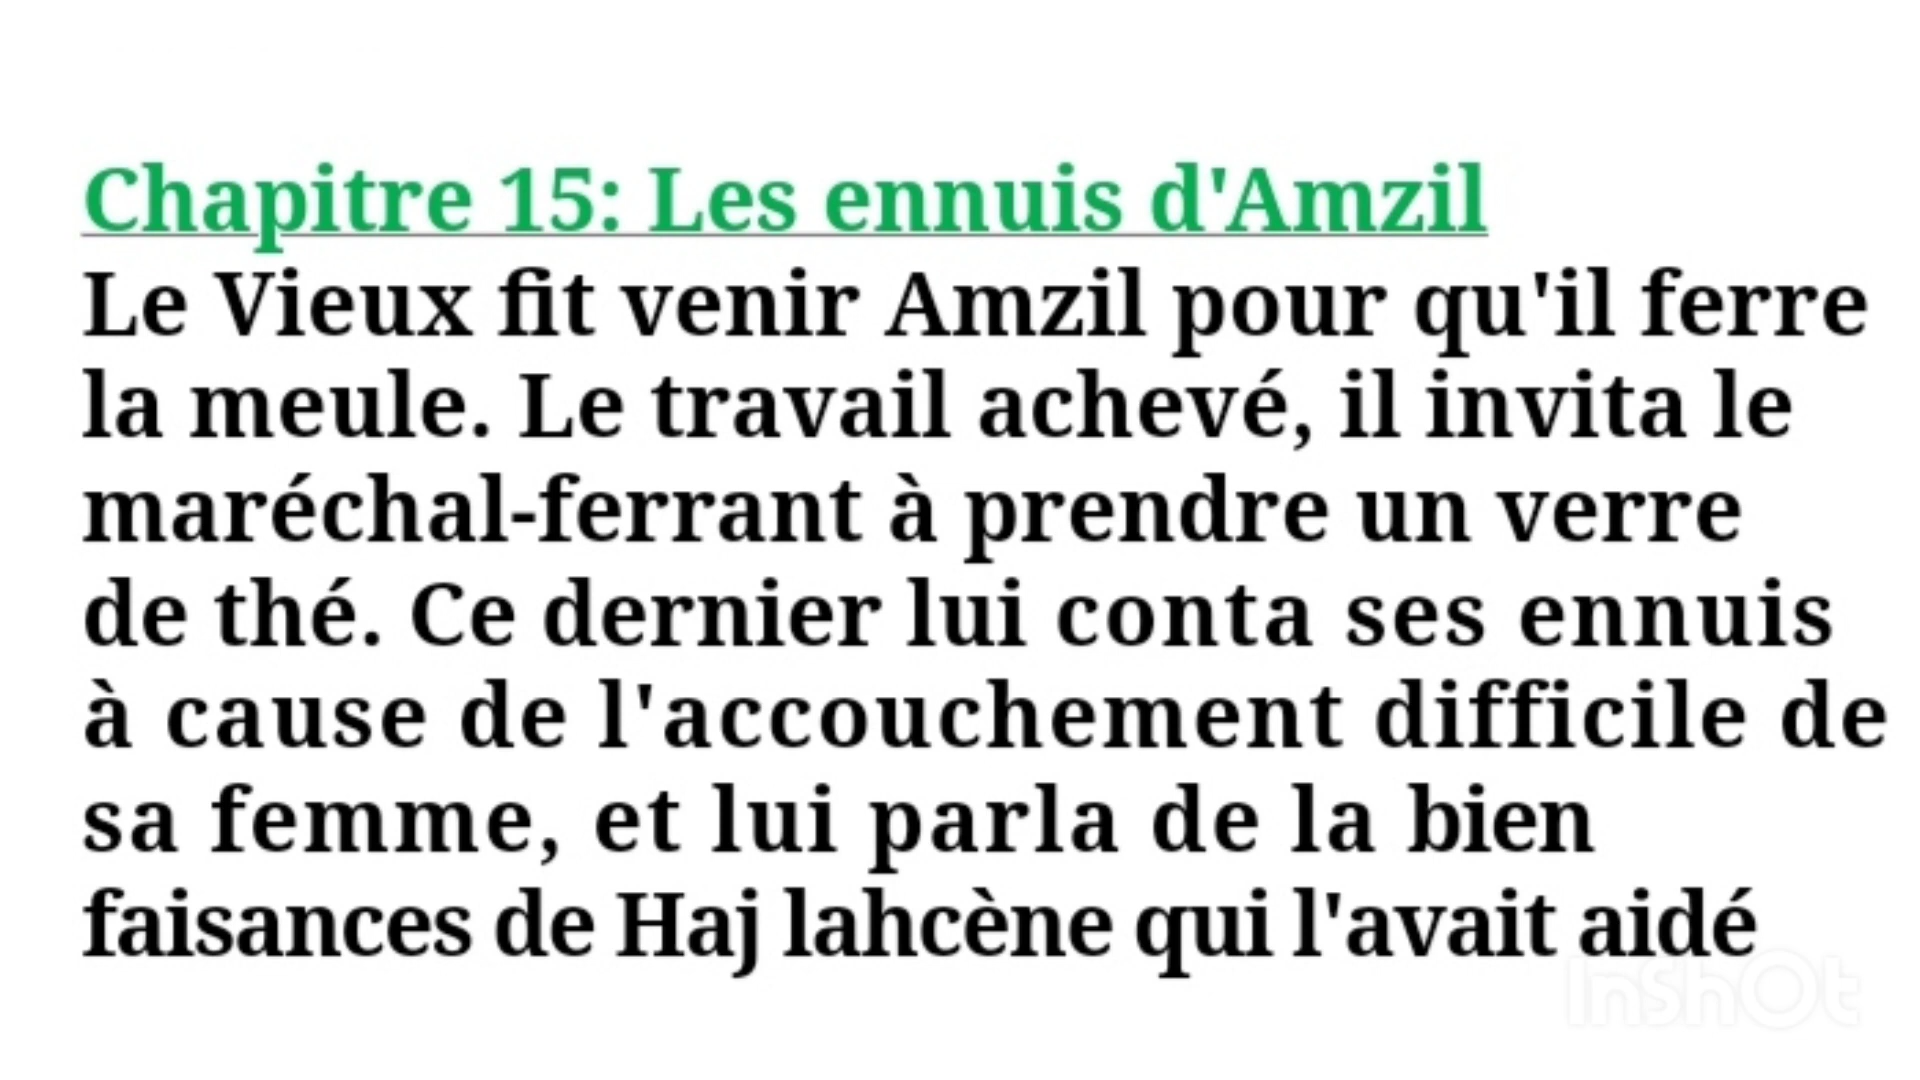 Chapitre 15: Les ennuis d'Amzil
Le Vieux fit venir Amzil pour qu'il ferre
la meule. Le travail achevé, il invita le
maréchal-ferrant à prendre un verre
de thé. Ce dernier lui conta ses ennuis
à cause de l'accouchement difficile de
sa femme, et lui parla de la bien
faisances de Haj lahcène qui l'avait aidé
InShOt